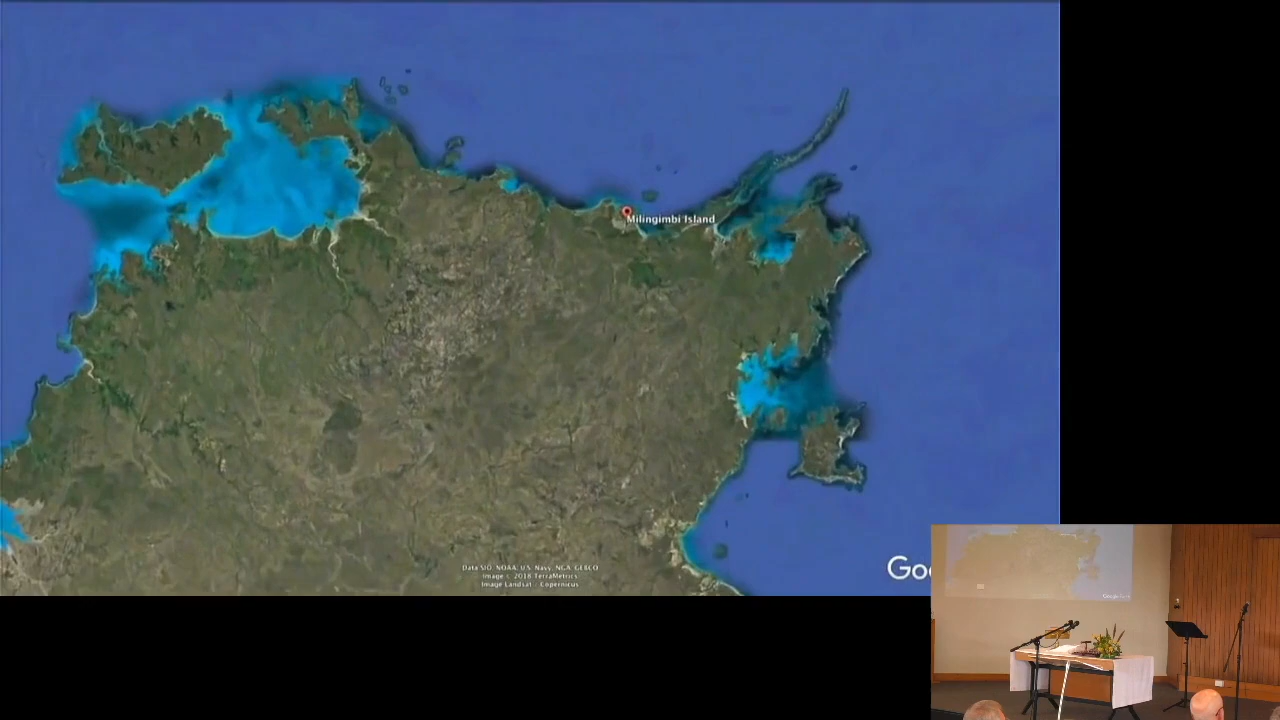 Milingimbi Island
Data SIO, NOAA, U.S. Navy, NGA, GEBCO
Image © 2018 TerraMetrics
Image Landsat - Copernicus
Goo